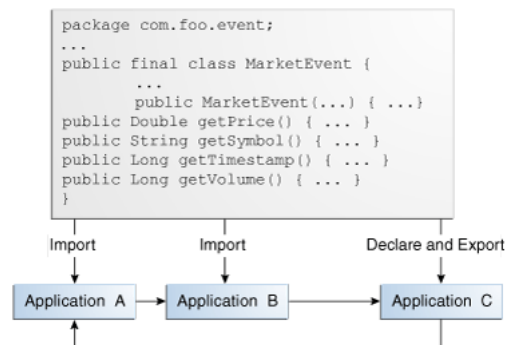 package com.foo.event;
...
public final class MarketEvent {
...
public MarketEvent(...) { ...}
public Double getPrice() { ... }
public String getSymbol() { ... }
public Long getTimestamp() { ... }
public Long getVolume() { ... }
}
Import Import Declare and Export
Application A Application B Application C